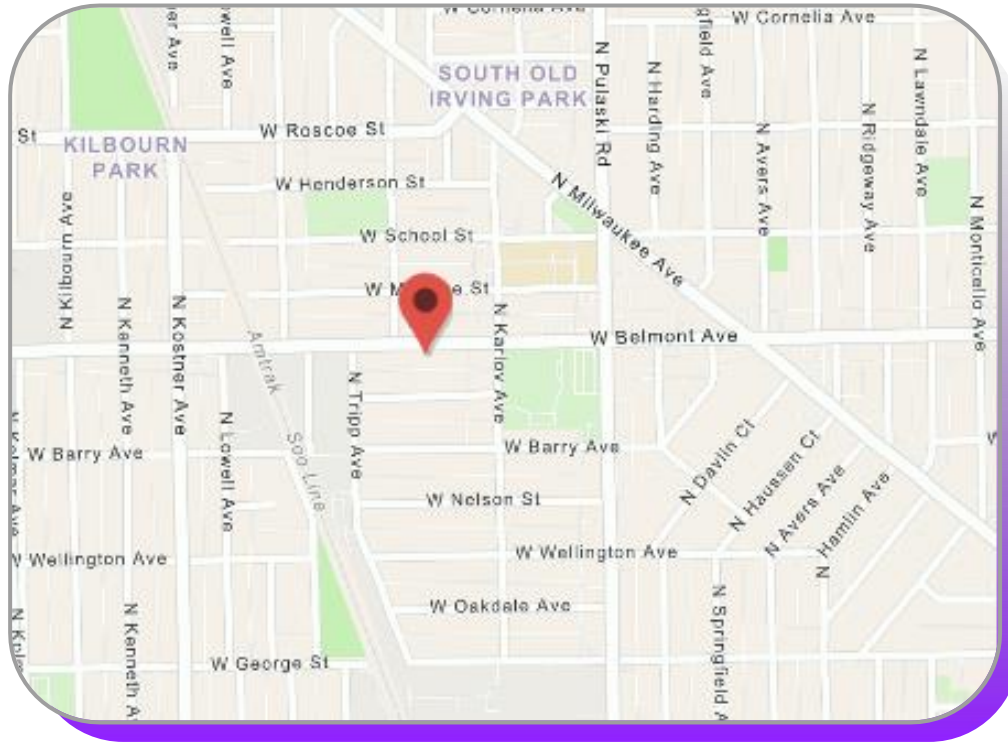 W Cornelia Ave
W Cornelia Ave
SOUTH OLD
IRVING PARK
N Pulaski Rd
N Harding Ave
N Avers Ave
N Ridgeway Ave
N Lawndale Ave
N Monticello Ave
St
W Roscoe St
KILBOURN
PARK
W Henderson St
N Milwaukee Ave
W School St
N Kilbourn Ave
N Kenneth Ave
N Kostner Ave
N Karlov Ave
W Belmont Ave
Amtrak
N Tripp Ave
N Lowell Ave
Soo Line
W Barry Ave
W Barry Ave
W Nelson St
N Davlin Ct
N Haussen Ct
N Avers Ave
N Hamlin Ave
W Wellington Ave
W Wellington Ave
W Oakdale Ave
N Springfield A
N Kenneth A
W George St